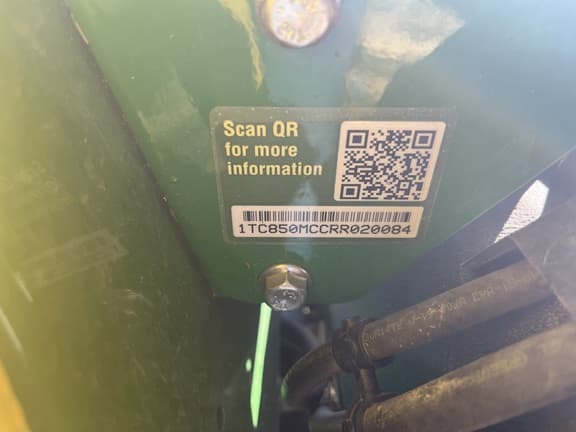 Scan QR
for more
information
1TC850MCCRR020084